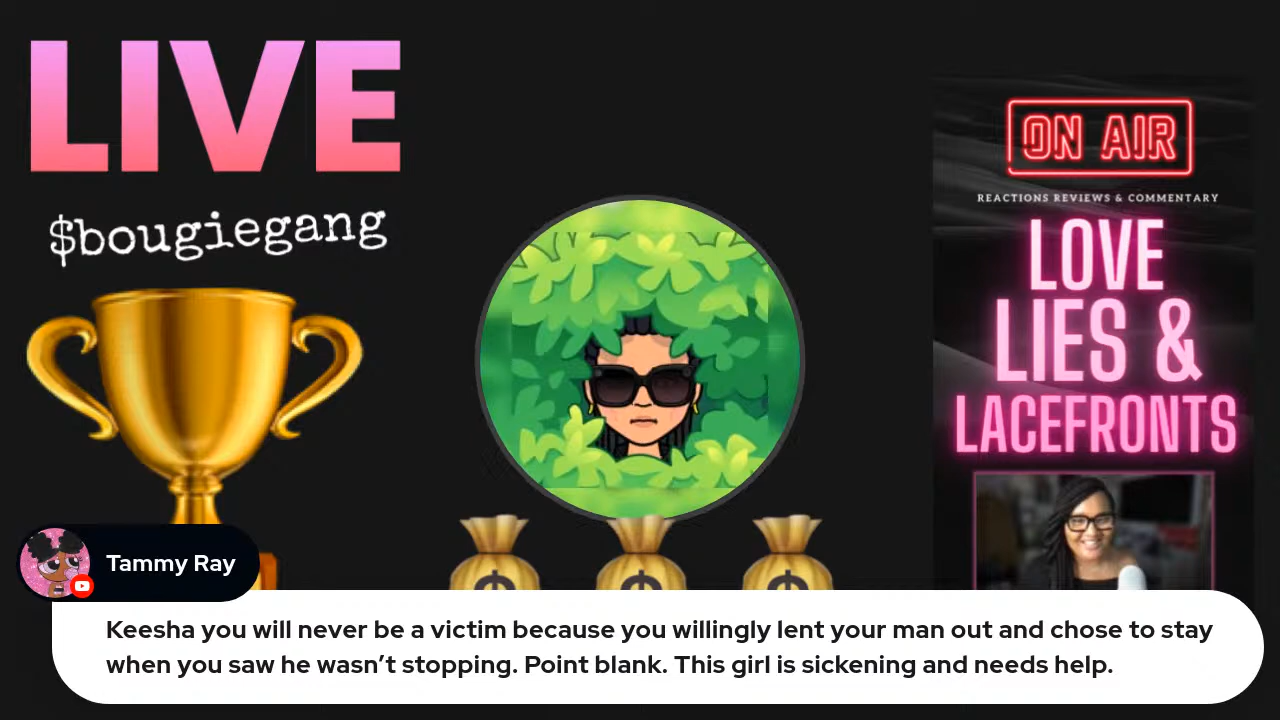 LIVE
$bougiegang
ON AIR
REACTIONS REVIEWS & COMMENTARY
LOVE
LIES &
LACEFRONTS
Tammy Ray
Keesha you will never be a victim because you willingly lent your man out and chose to stay
when you saw he wasn’t stopping. Point blank. This girl is sickening and needs help.